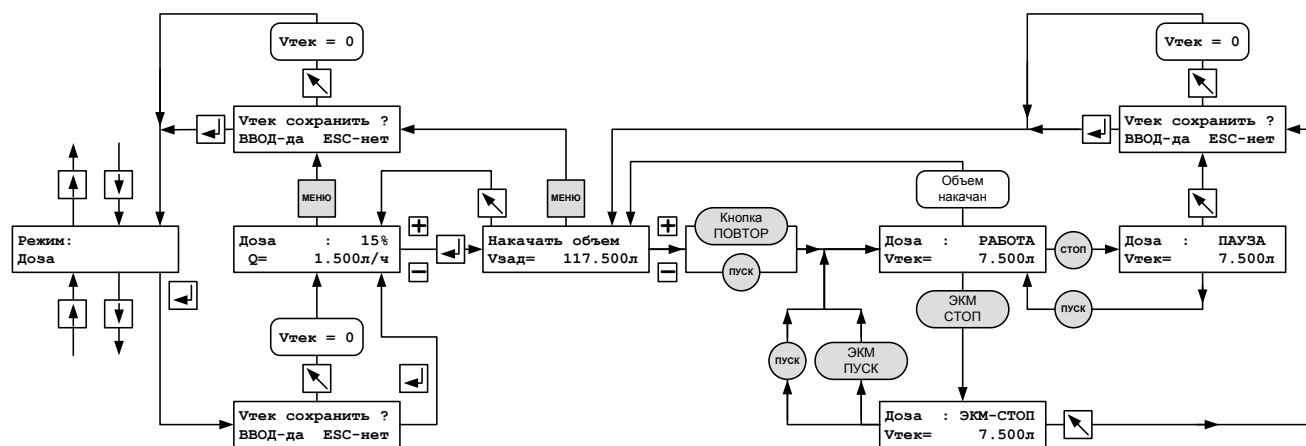 Vтек = 0
Vтек = 0
Vтек сохранить ?
ВВОД-да ESC-нет
Vтек сохранить ?
ВВОД-да ESC-нет
МЕНЮ
МЕНЮ
Объем
накачан
Режим:
Доза
Доза : 15%
Q= 1.500л/ч
+
−
Накачать объем
Vзад= 117.500л
+
−
Кнопка
ПОВТОР
ПУСК
Доза : РАБОТА
Vтек= 7.500л
СТОП
Доза : ПАУЗА
Vтек= 7.500л
ПУСК
ЭКМ
СТОП
Vтек = 0
ПУСК
ЭКМ
ПУСК
Vтек сохранить ?
ВВОД-да ESC-нет
Доза : ЭКМ-СТОП
Vтек= 7.500л